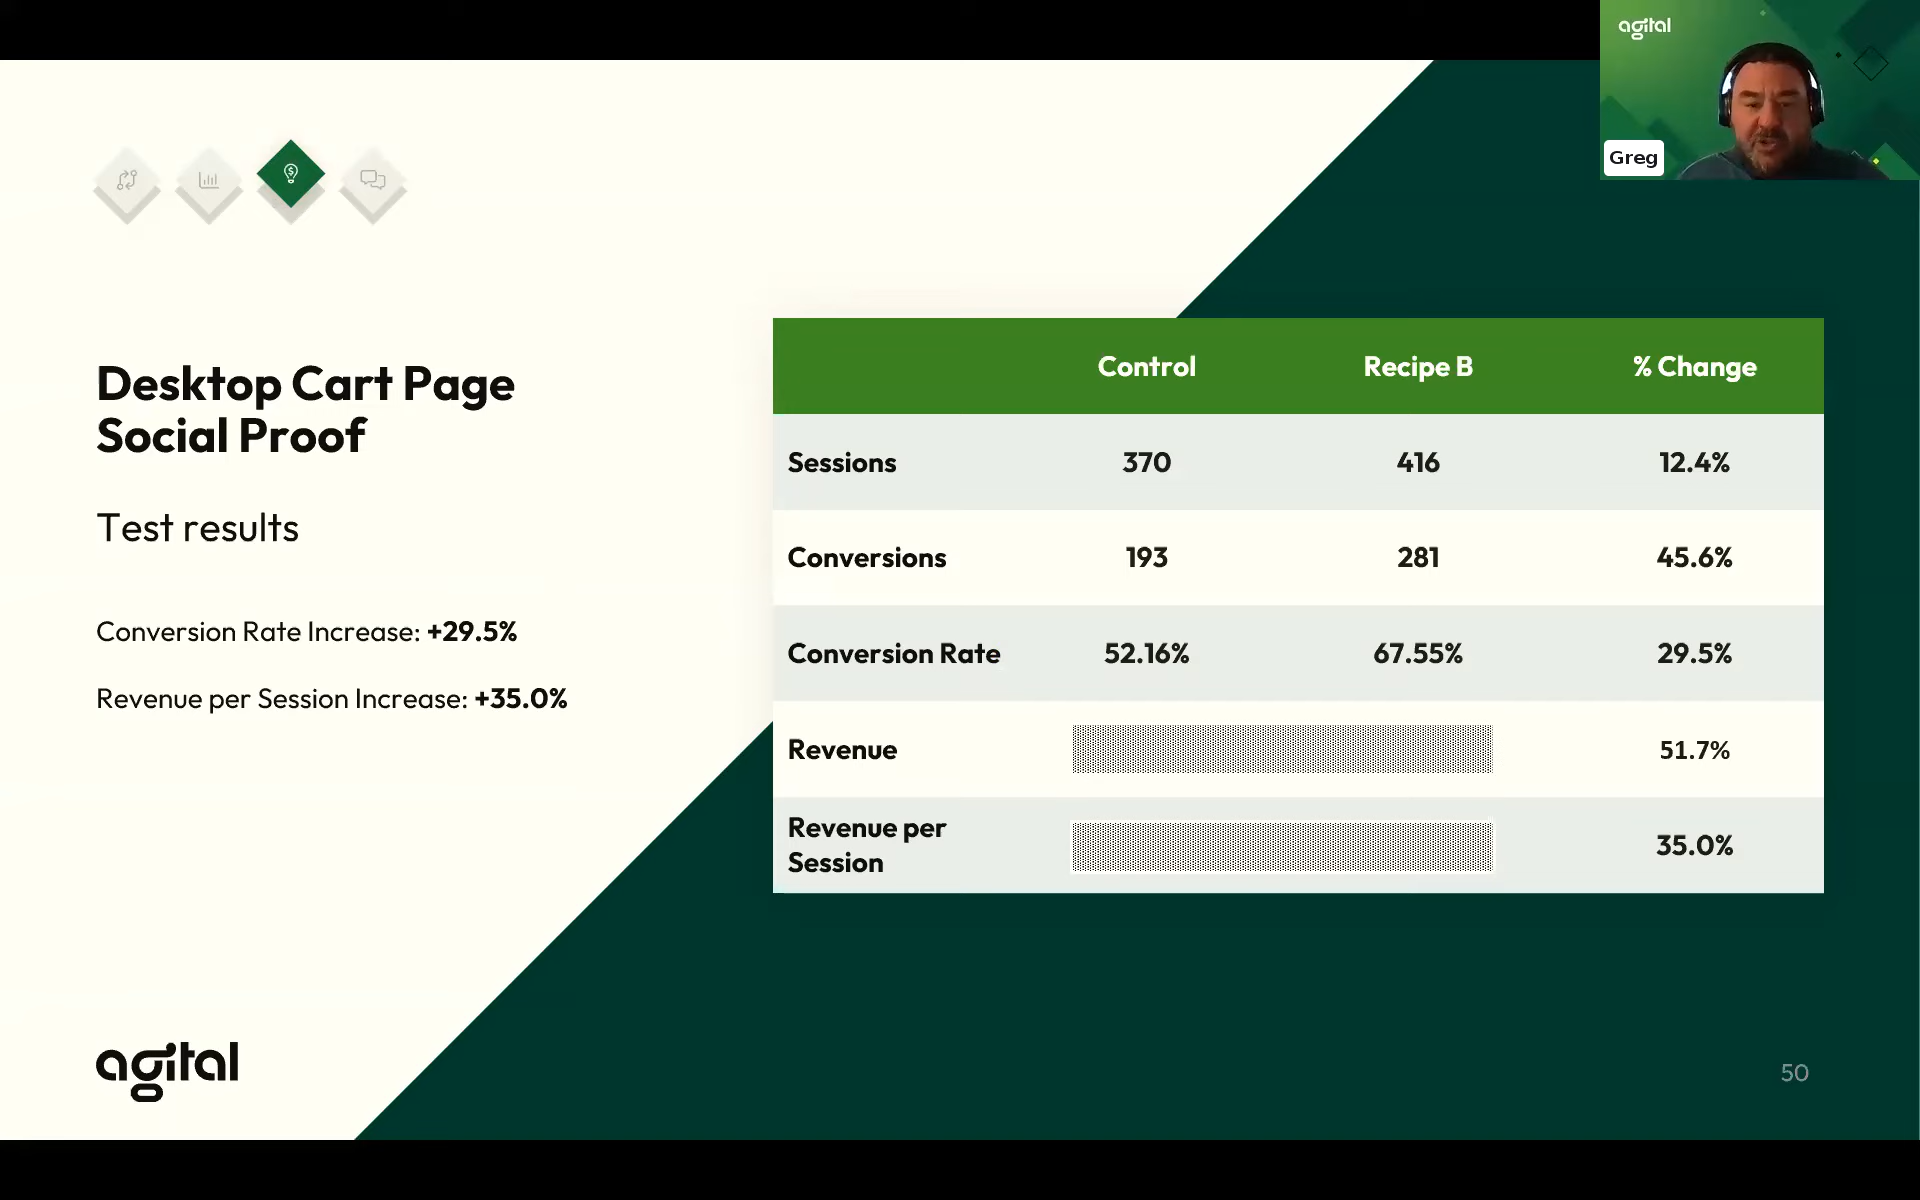 agital
Greg
Desktop Cart Page
Social Proof
Test results
Conversion Rate Increase: +29.5%
Revenue per Session Increase: +35.0%
Control Recipe B % Change
Sessions 370 416 12.4%
Conversions 193 281 45.6%
Conversion Rate 52.16% 67.55% 29.5%
Revenue 51.7%
Revenue per
Session 35.0%
agital
50